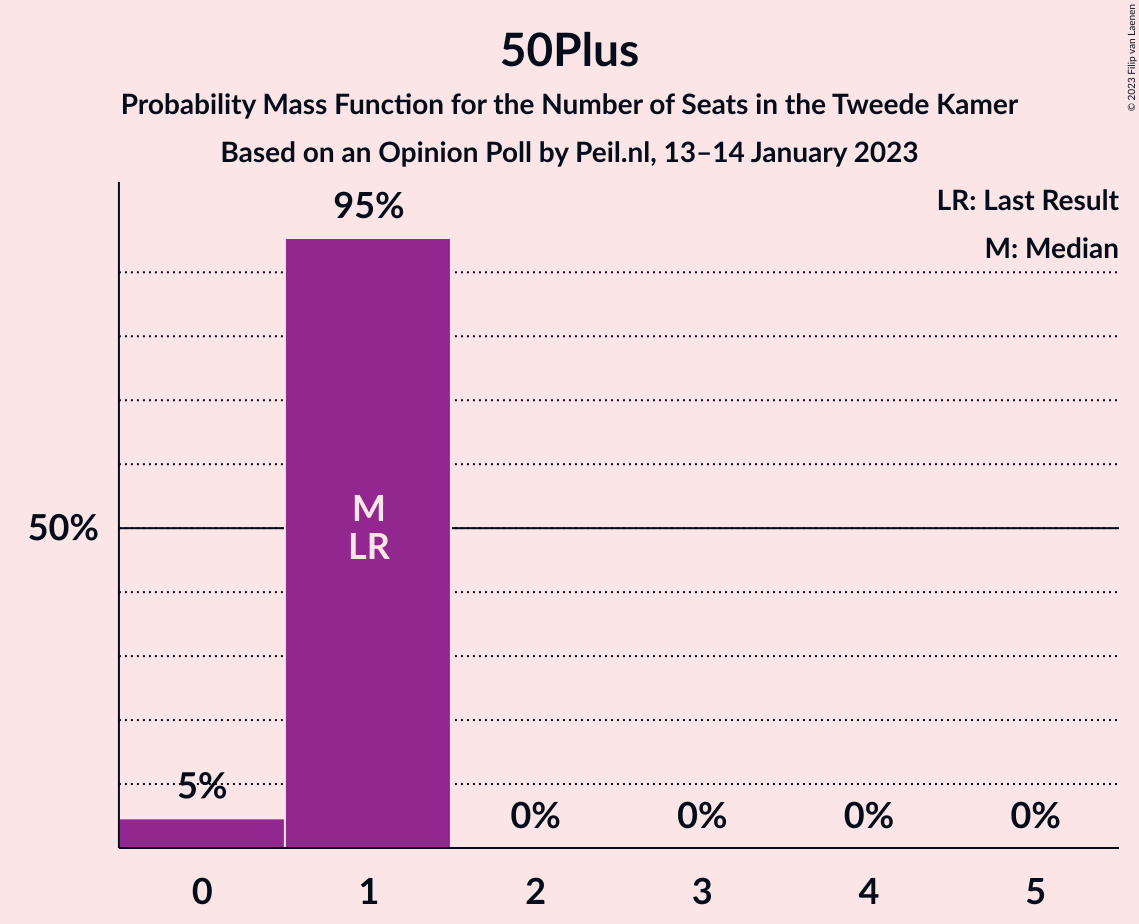 50Plus
Probability Mass Function for the Number of Seats in the Tweede Kamer
Based on an Opinion Poll by Peil.nl, 13–14 January 2023
© 2023 Filip van Laenen
LR: Last Result
M: Median
95%
50%
M
LR
5%
0%
0%
0%
0%
0
1
2
3
4
5